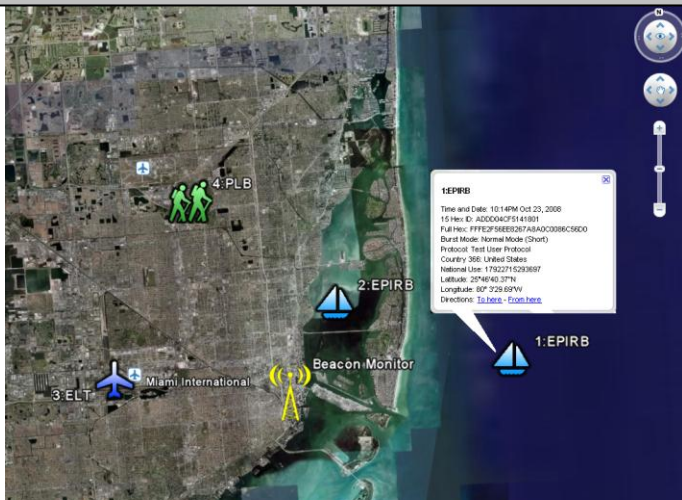 N
4:PLB
1:EPIRB
Time and Date: 10:14PM Oct 23, 2008
15 Hex ID: ADDD04CF5141801
Full Hex: FFFE2F56EE8267A8A0C0086C56D0
Burst Mode: Normal Mode (Short)
Protocol: Test User Protocol
Country 366: United States
National Use: 17922715293697
Latitude: 25°46'40.37"N
Longitude: 80° 3'29.69"W
Directions: To here - From here
2:EPIRB
1:EPIRB
Beacon Monitor
Miami International
3:ELT